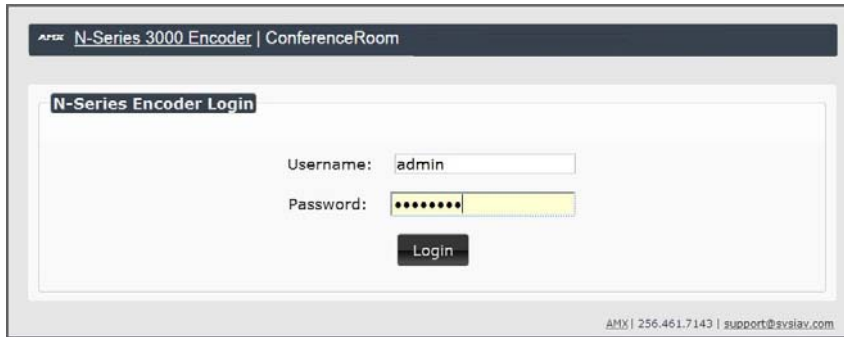 AMX N-Series 3000 Encoder | ConferenceRoom
N-Series Encoder Login
Username: admin
Password: ••••••••
Login
AMX | 256.461.7143 | support@svsiav.com